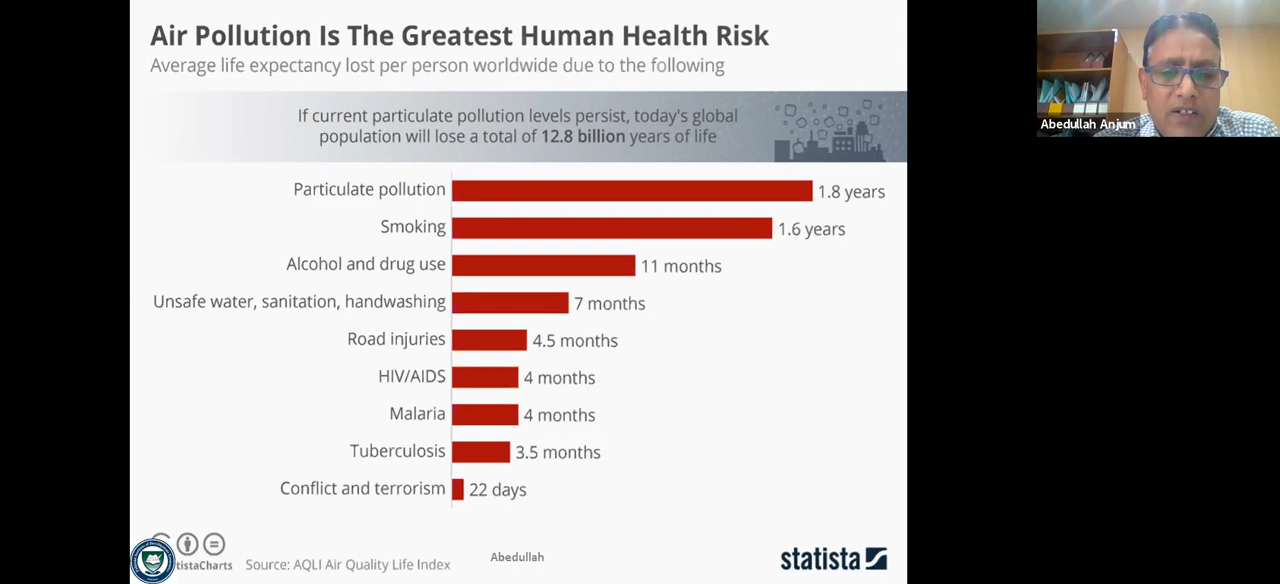 Air Pollution Is The Greatest Human Health Risk
Average life expectancy lost per person worldwide due to the following
If current particulate pollution levels persist, today's global
population will lose a total of 12.8 billion years of life
Particulate pollution 1.8 years
Smoking 1.6 years
Alcohol and drug use 11 months
Unsafe water, sanitation, handwashing 7 months
Road injuries 4.5 months
HIV/AIDS 4 months
Malaria 4 months
Tuberculosis 3.5 months
Conflict and terrorism 22 days
tistaCharts Source: AQLI Air Quality Life Index
Abedullah
statista
Abedullah Anjum